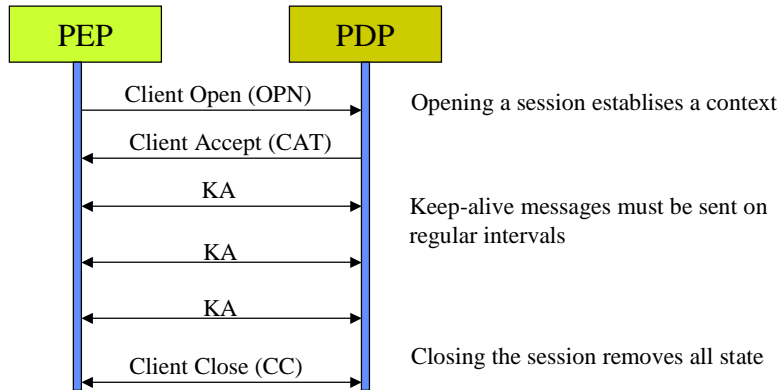 PEP
PDP
Client Open (OPN)
Opening a session establises a context
Client Accept (CAT)
KA
Keep-alive messages must be sent on
regular intervals
KA
KA
Client Close (CC)
Closing the session removes all state